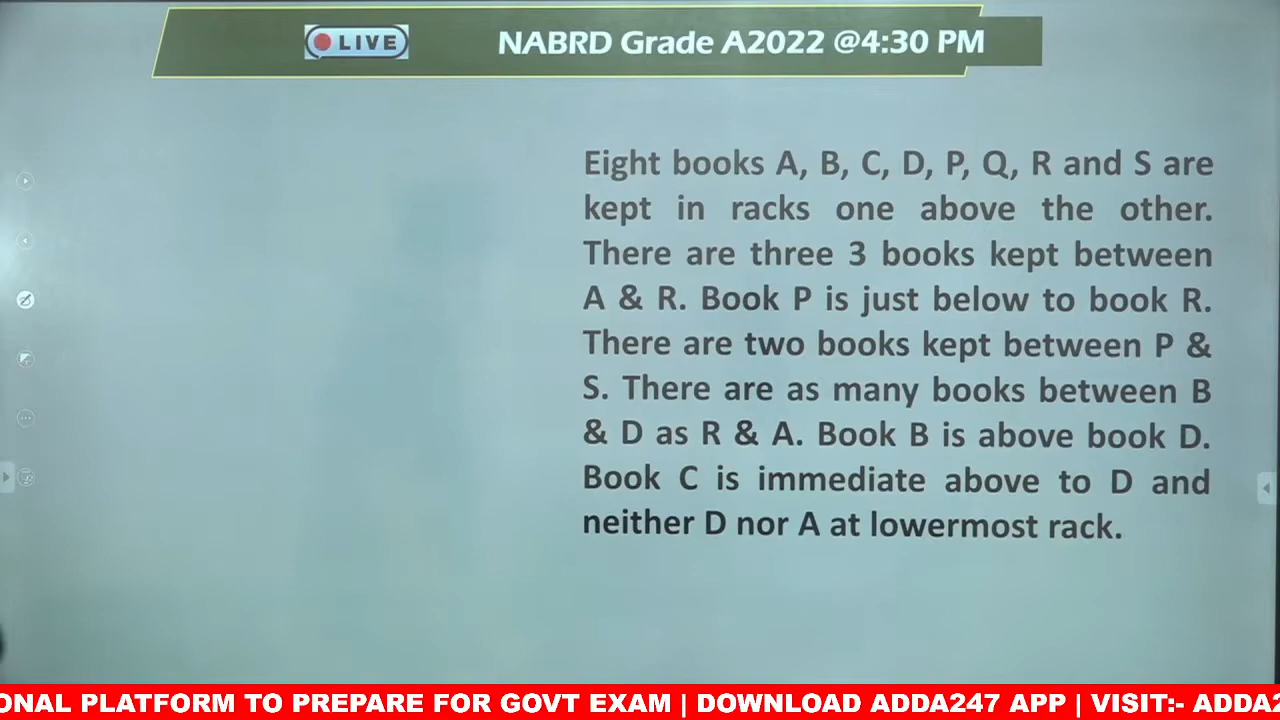 LIVE
NABRD Grade A2022 @4:30 PM
Eight books A, B, C, D, P, Q, R and S are
kept in racks one above the other.
There are three 3 books kept between
A & R. Book P is just below to book R.
There are two books kept between P &
S. There are as many books between B
& D as R & A. Book B is above book D.
Book C is immediate above to D and
neither D nor A at lowermost rack.
ONAL PLATFORM TO PREPARE FOR GOVT EXAM | DOWNLOAD ADDA247 APP | VISIT:- ADDA2